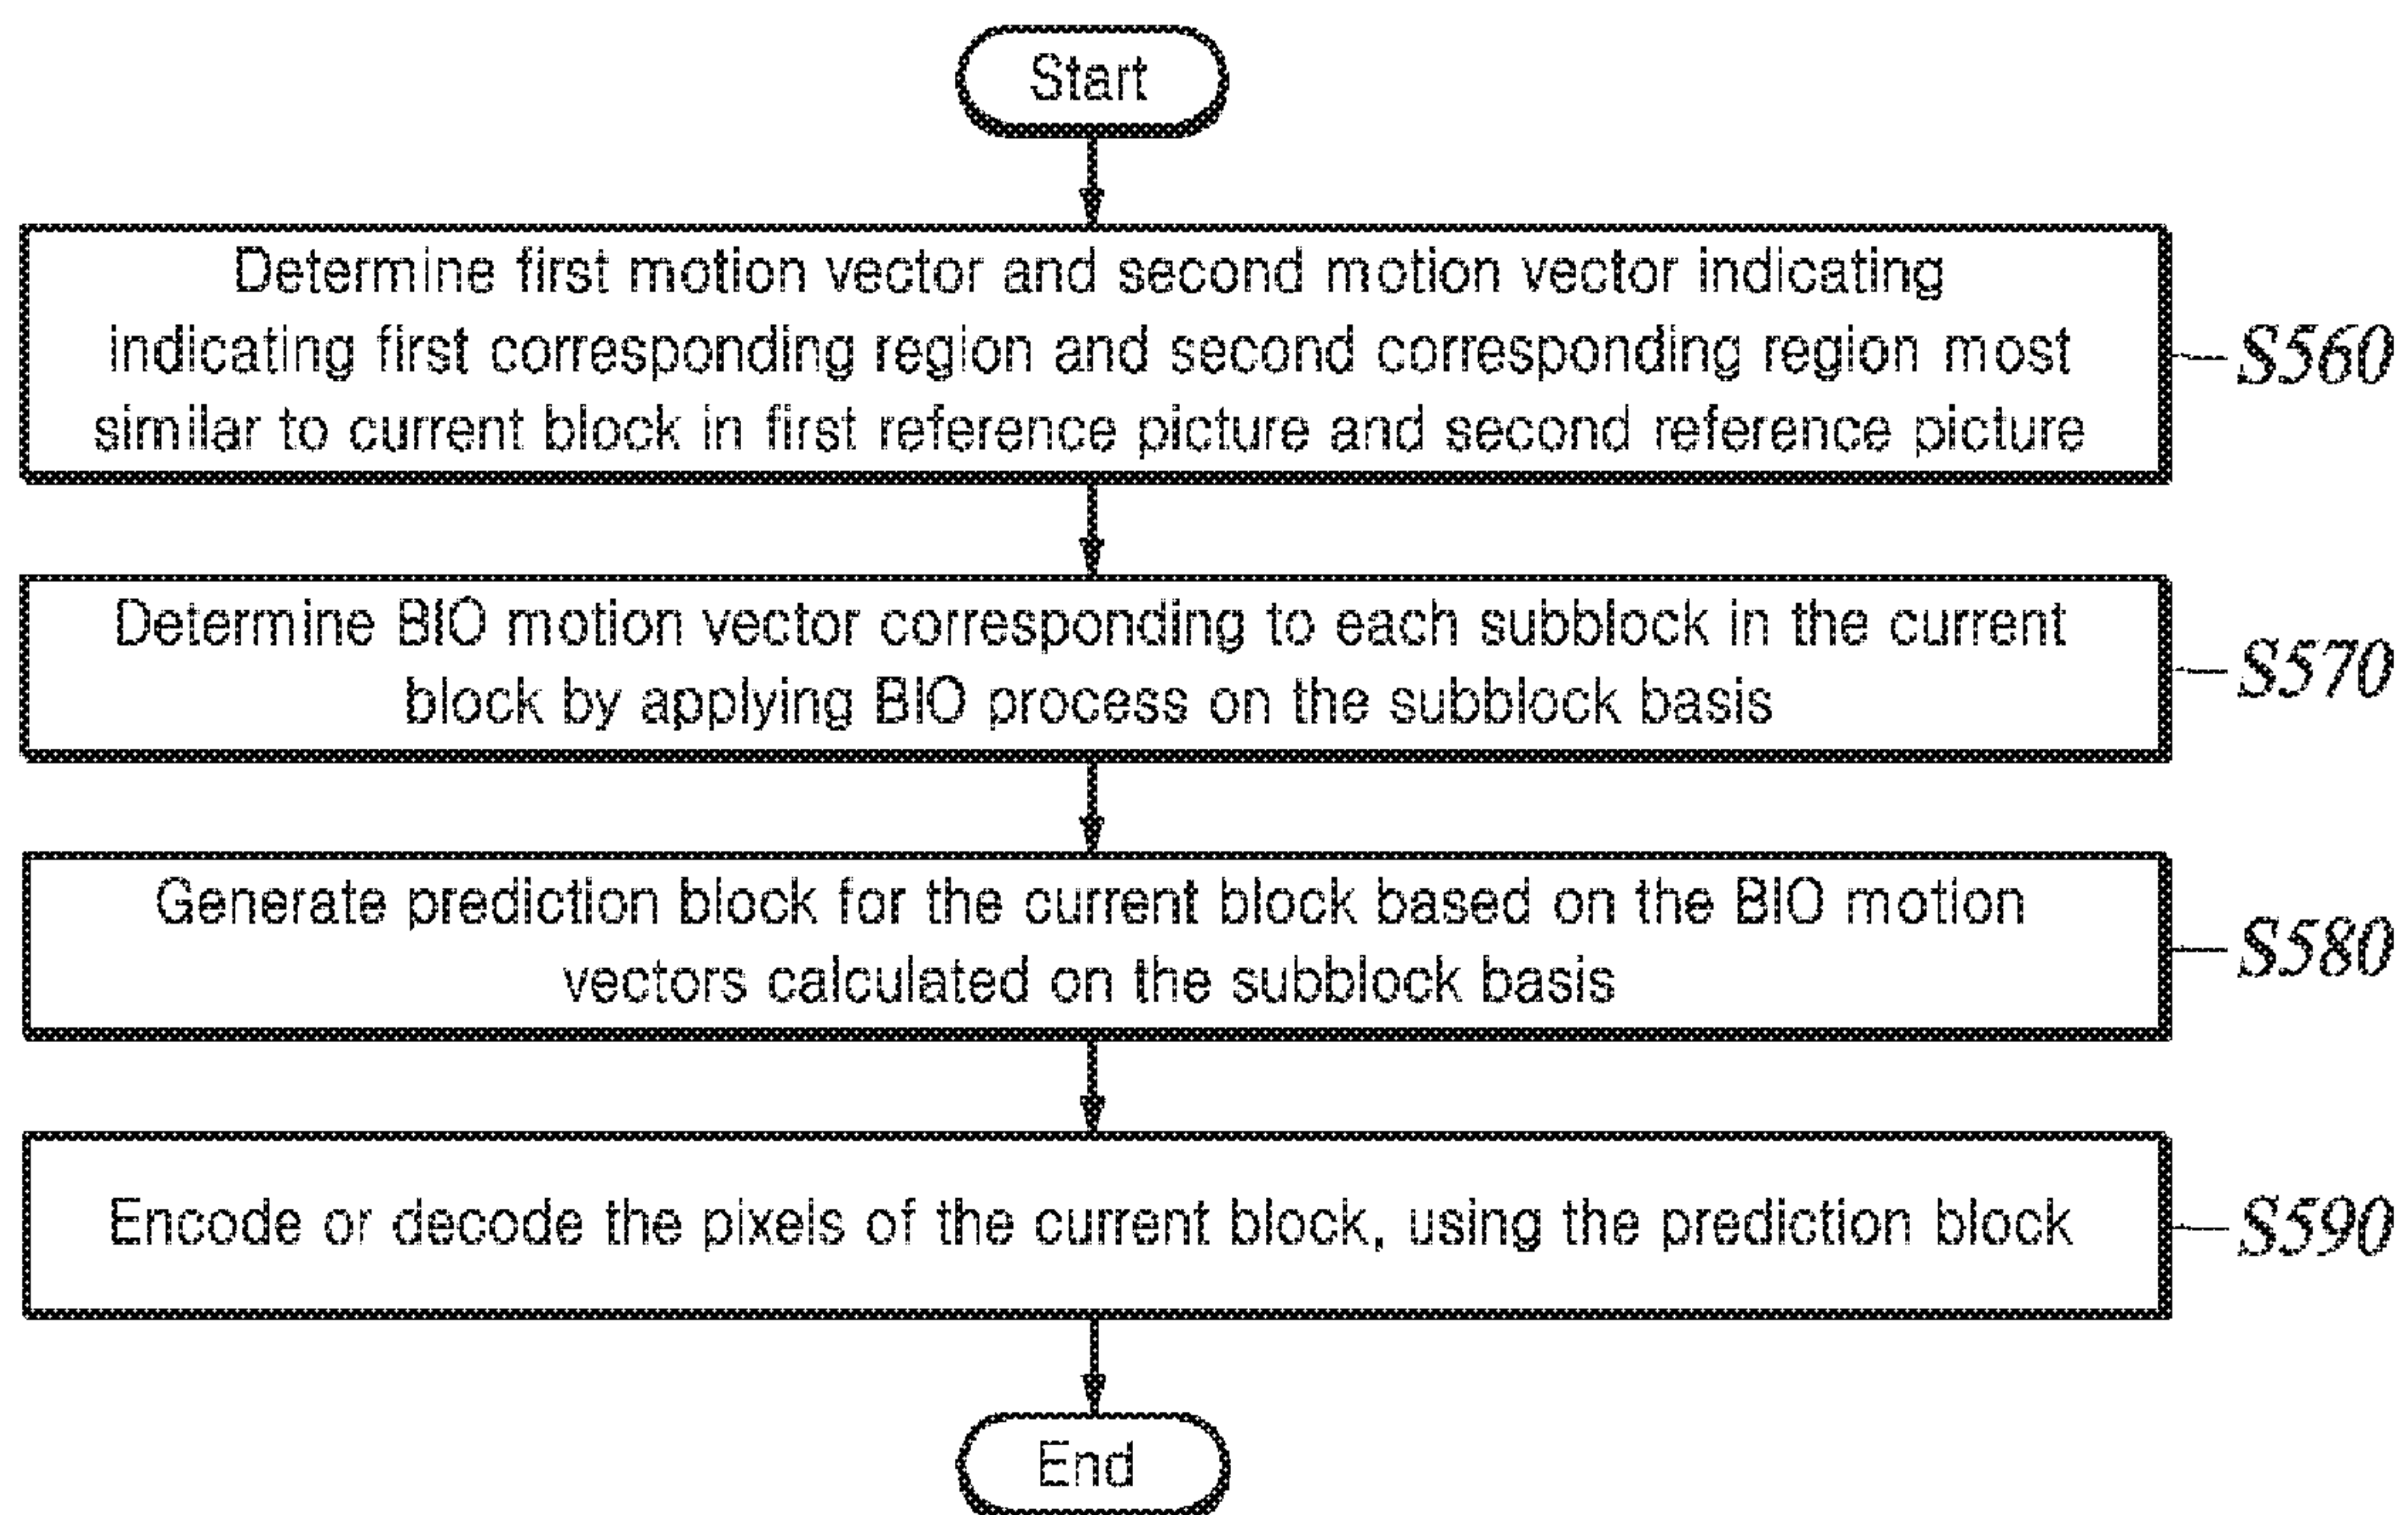 Start
Determine first motion vector and second motion vector indicating
indicating first corresponding region and second corresponding region most
similar to current block in first reference picture and second reference picture
S560
Determine BIO motion vector corresponding to each subblock in the current
block by applying BIO process on the subblock basis
S570
Generate prediction block for the current block based on the BIO motion
vectors calculated on the subblock basis
S580
Encode or decode the pixels of the current block, using the prediction block
S590
End